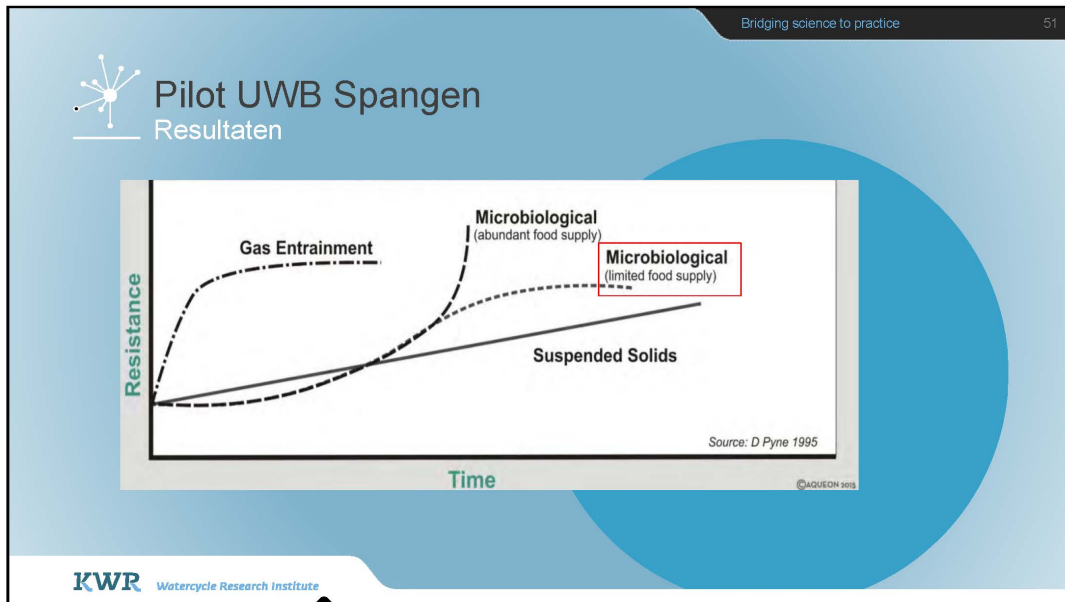 Bridging science to practice 51
Pilot UWB Spangen
Resultaten
Microbiological
(abundant food supply)
Gas Entrainment
Microbiological
(limited food supply)
Resistance
Suspended Solids
Source: D Pyne 1995
Time
©AQUEON 2015
KWR Watercycle Research Institute